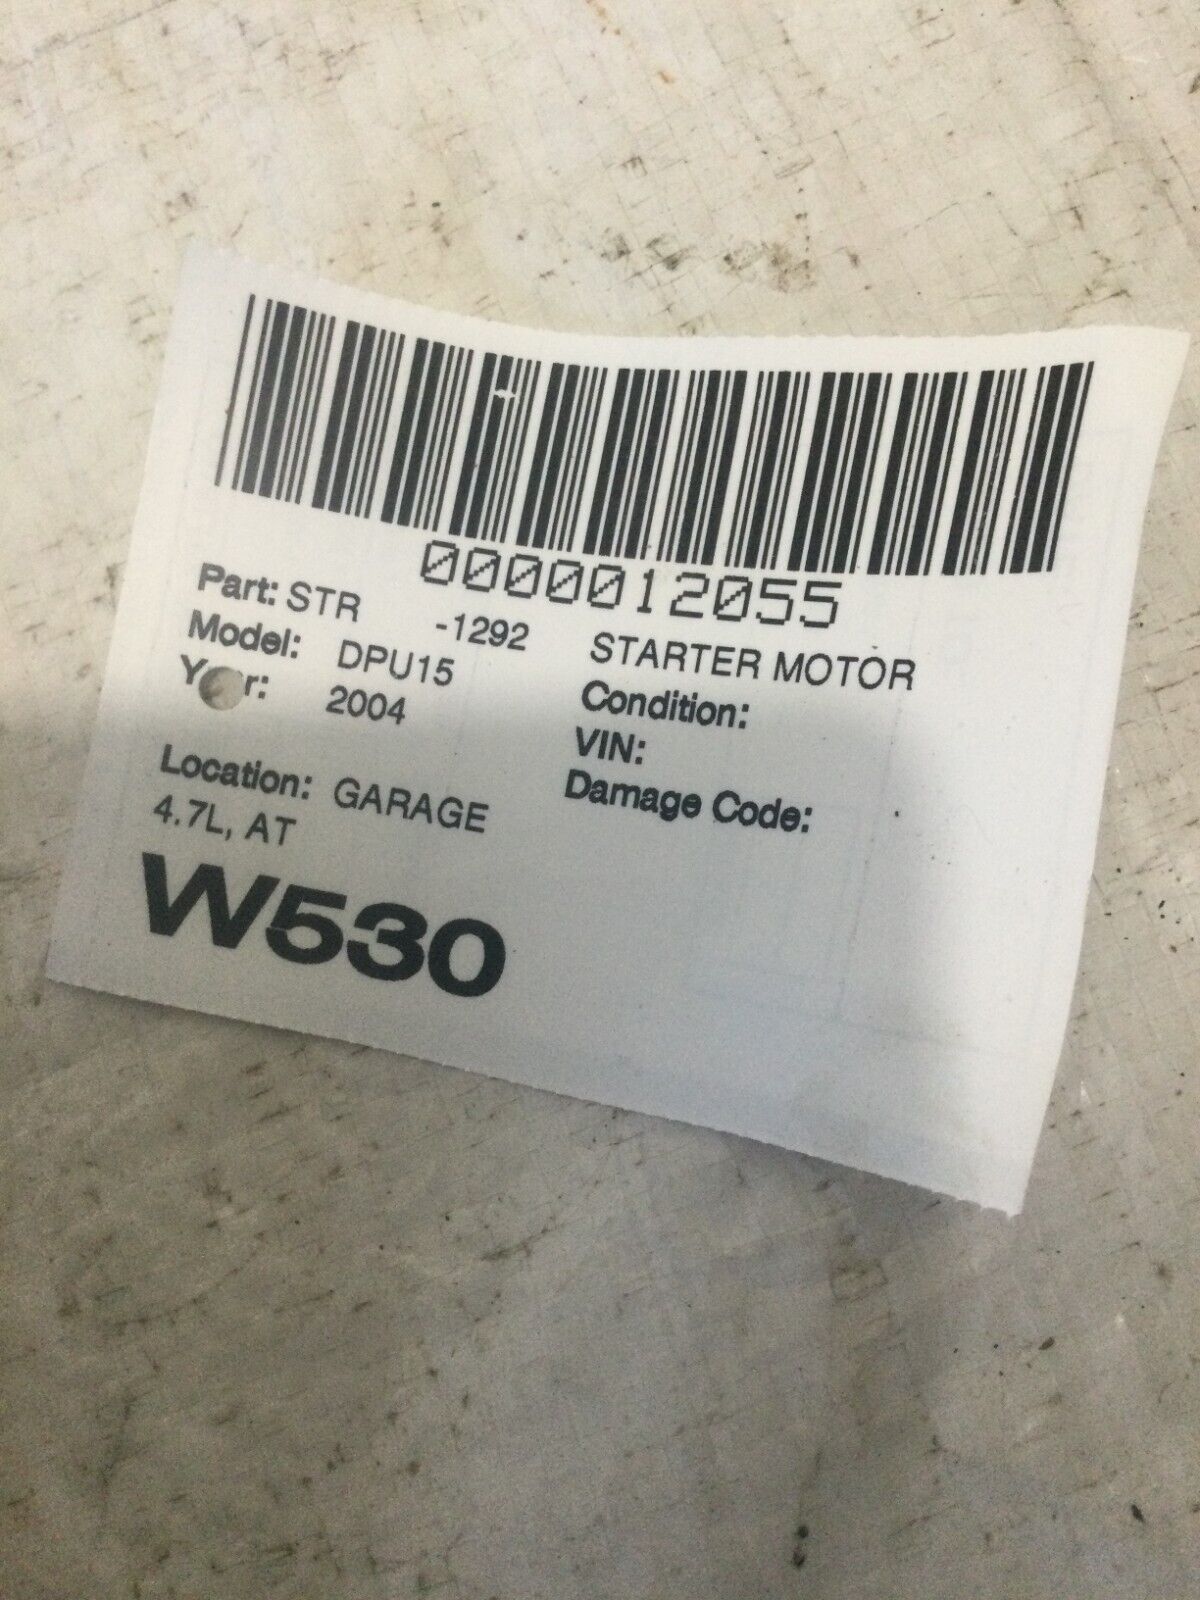 0000012055
Part: STR -1292 STARTER MOTOR
Model: DPU15 Condition:
2004 VIN:
Damage Code:
Location: GARAGE
4.7L, AT
W530